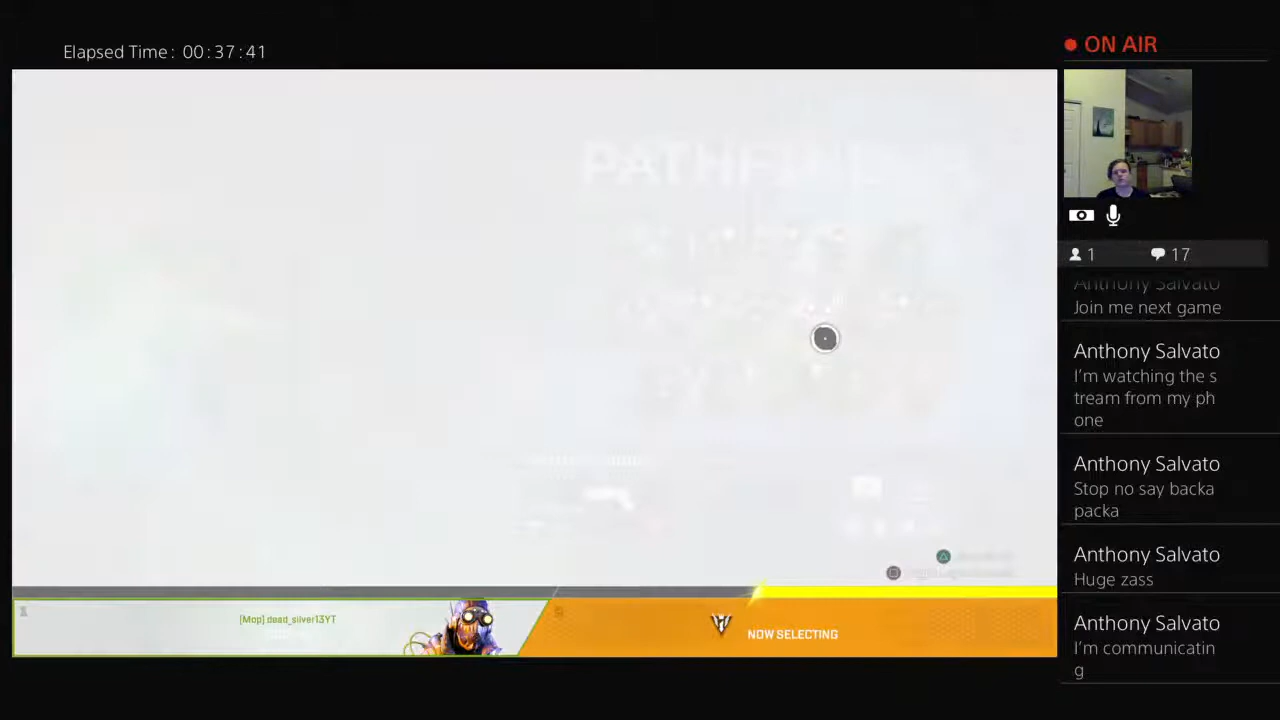 Elapsed Time: 00:37:41
ON AIR
PATHFINDER
1
17
Anthony Salvato
Join me next game
Anthony Salvato
I'm watching the s
tream from my ph
one
Anthony Salvato
Stop no say backa
packa
Anthony Salvato
Huge zass
Anthony Salvato
I'm communicatin
g
[Mop] dead_silver13YT
NOW SELECTING